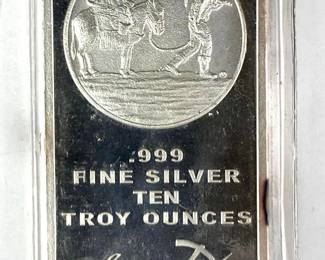 .999
FINE SILVER
TEN
TROY OUNCES